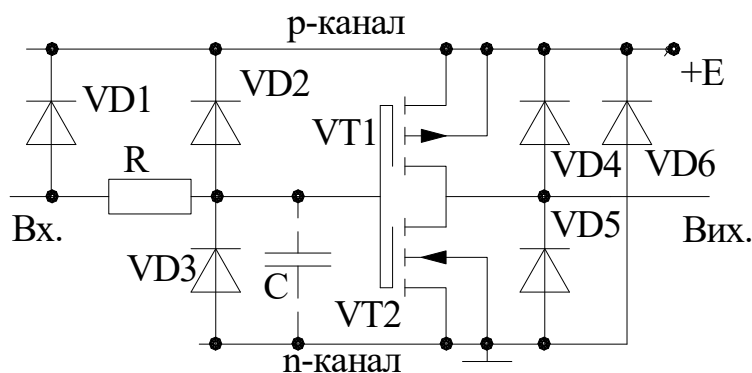 p-канал
+E
VD1
VD2
VT1
VD4
VD6
R
Вх.
VD3
C
VT2
VD5
Вих.
n-канал